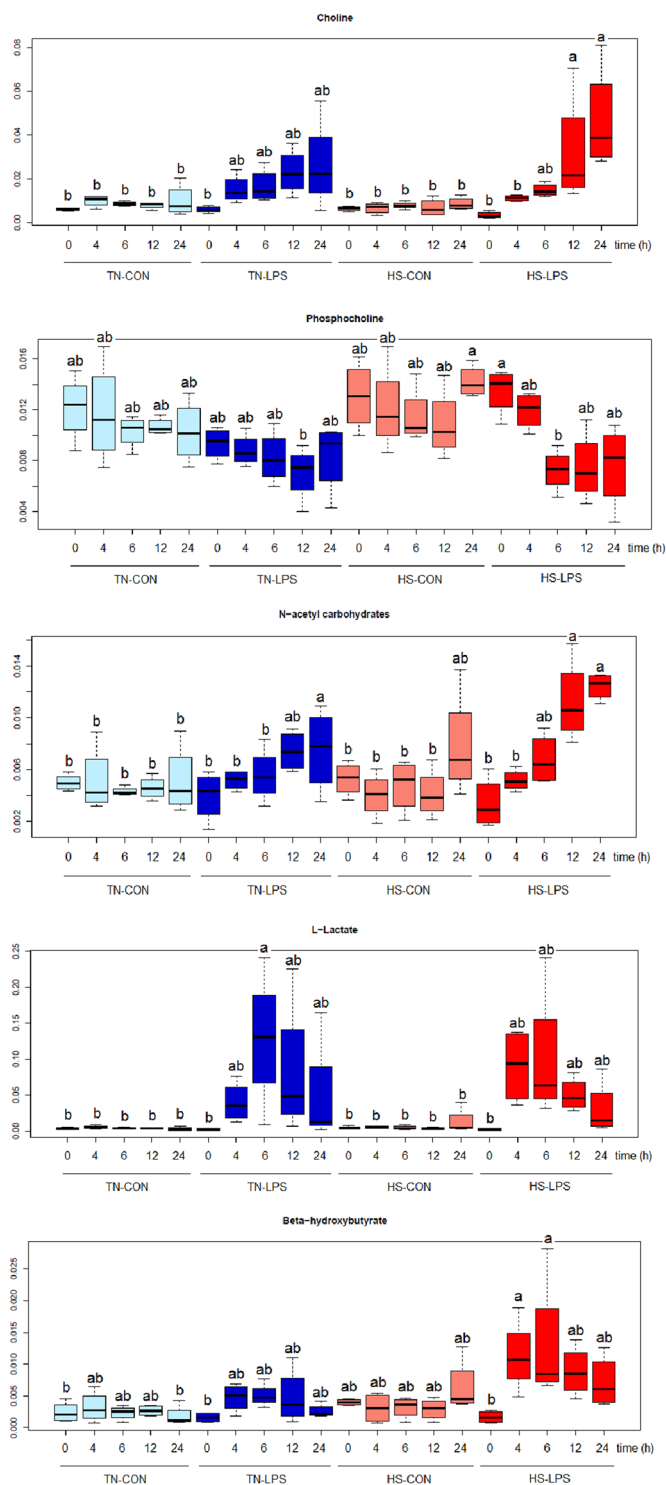 Choline
0.08
0.06
0.04
0.02
0.00
b b b b b b ab ab ab ab b b b b b b b ab a a
0 4 6 12 24 0 4 6 12 24 0 4 6 12 24 0 4 6 12 24 time (h)
TN-CON TN-LPS HS-CON HS-LPS
Phosphocholine
0.016
0.012
0.008
0.004
ab ab ab ab ab ab ab ab b ab ab ab ab ab a a ab b ab ab
0 4 6 12 24 0 4 6 12 24 0 4 6 12 24 0 4 6 12 24 time (h)
TN-CON TN-LPS HS-CON HS-LPS
N-acetyl carbohydrates
0.014
0.010
0.006
0.002
b b b b b b b b ab a b b b b ab b b ab a a
0 4 6 12 24 0 4 6 12 24 0 4 6 12 24 0 4 6 12 24 time (h)
TN-CON TN-LPS HS-CON HS-LPS
L-Lactate
0.25
0.20
0.15
0.10
0.05
0.00
b b b b b b ab a ab ab b b b b b b ab ab ab ab
0 4 6 12 24 0 4 6 12 24 0 4 6 12 24 0 4 6 12 24 time (h)
TN-CON TN-LPS HS-CON HS-LPS
Beta-hydroxybutyrate
0.025
0.020
0.015
0.010
0.005
0.000
b ab ab ab b b ab ab ab ab ab ab ab ab ab b a a ab ab
0 4 6 12 24 0 4 6 12 24 0 4 6 12 24 0 4 6 12 24 time (h)
TN-CON TN-LPS HS-CON HS-LPS